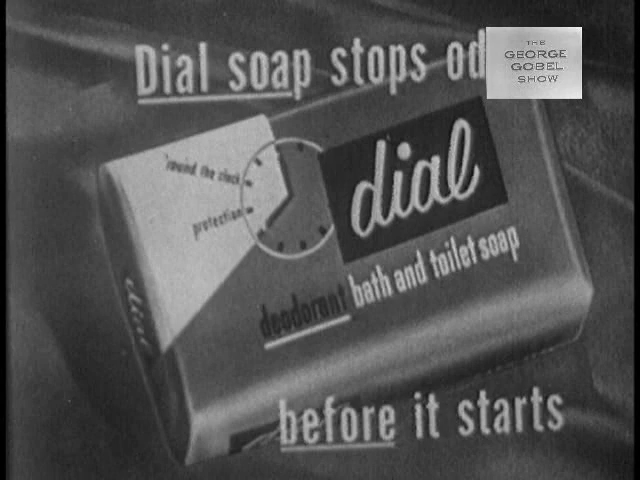 Dial soap stops od
THE
GEORGE
GOBEL
SHOW
'round the clock
protection
dial
deodorant bath and toilet soap
dial
before it starts